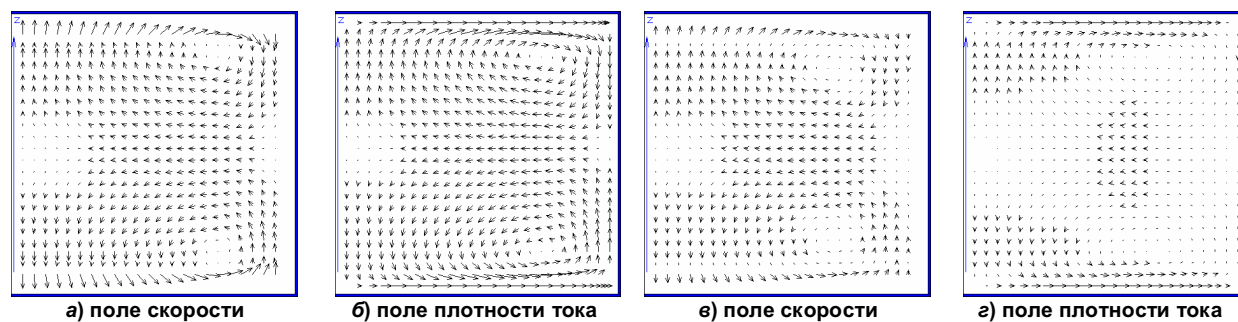 z
z
z
z
а) поле скорости
б) поле плотности тока
в) поле скорости
г) поле плотности тока